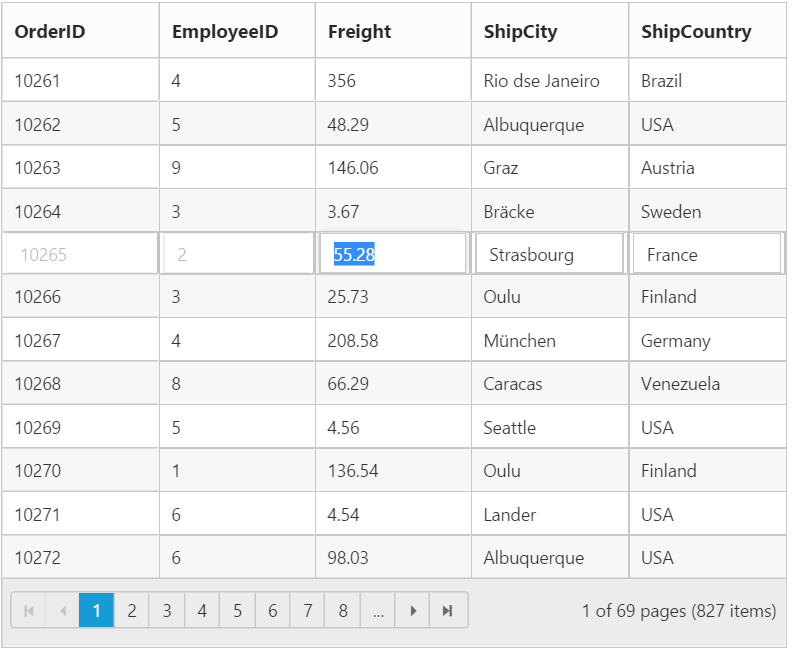 OrderID EmployeeID Freight ShipCity ShipCountry
10261 4 356 Rio dse Janeiro Brazil
10262 5 48.29 Albuquerque USA
10263 9 146.06 Graz Austria
10264 3 3.67 Bräcke Sweden
10265 2 55.28 Strasbourg France
10266 3 25.73 Oulu Finland
10267 4 208.58 München Germany
10268 8 66.29 Caracas Venezuela
10269 5 4.56 Seattle USA
10270 1 136.54 Oulu Finland
10271 6 4.54 Lander USA
10272 6 98.03 Albuquerque USA
1 2 3 4 5 6 7 8 ... 1 of 69 pages (827 items)